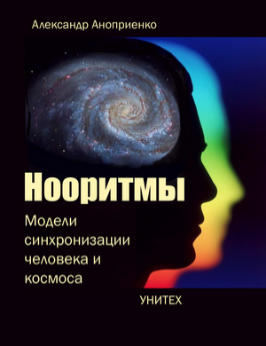 Александр Аноприенко
Нооритмы
Модели
синхронизации
человека и
космоса
УНИТЕХ